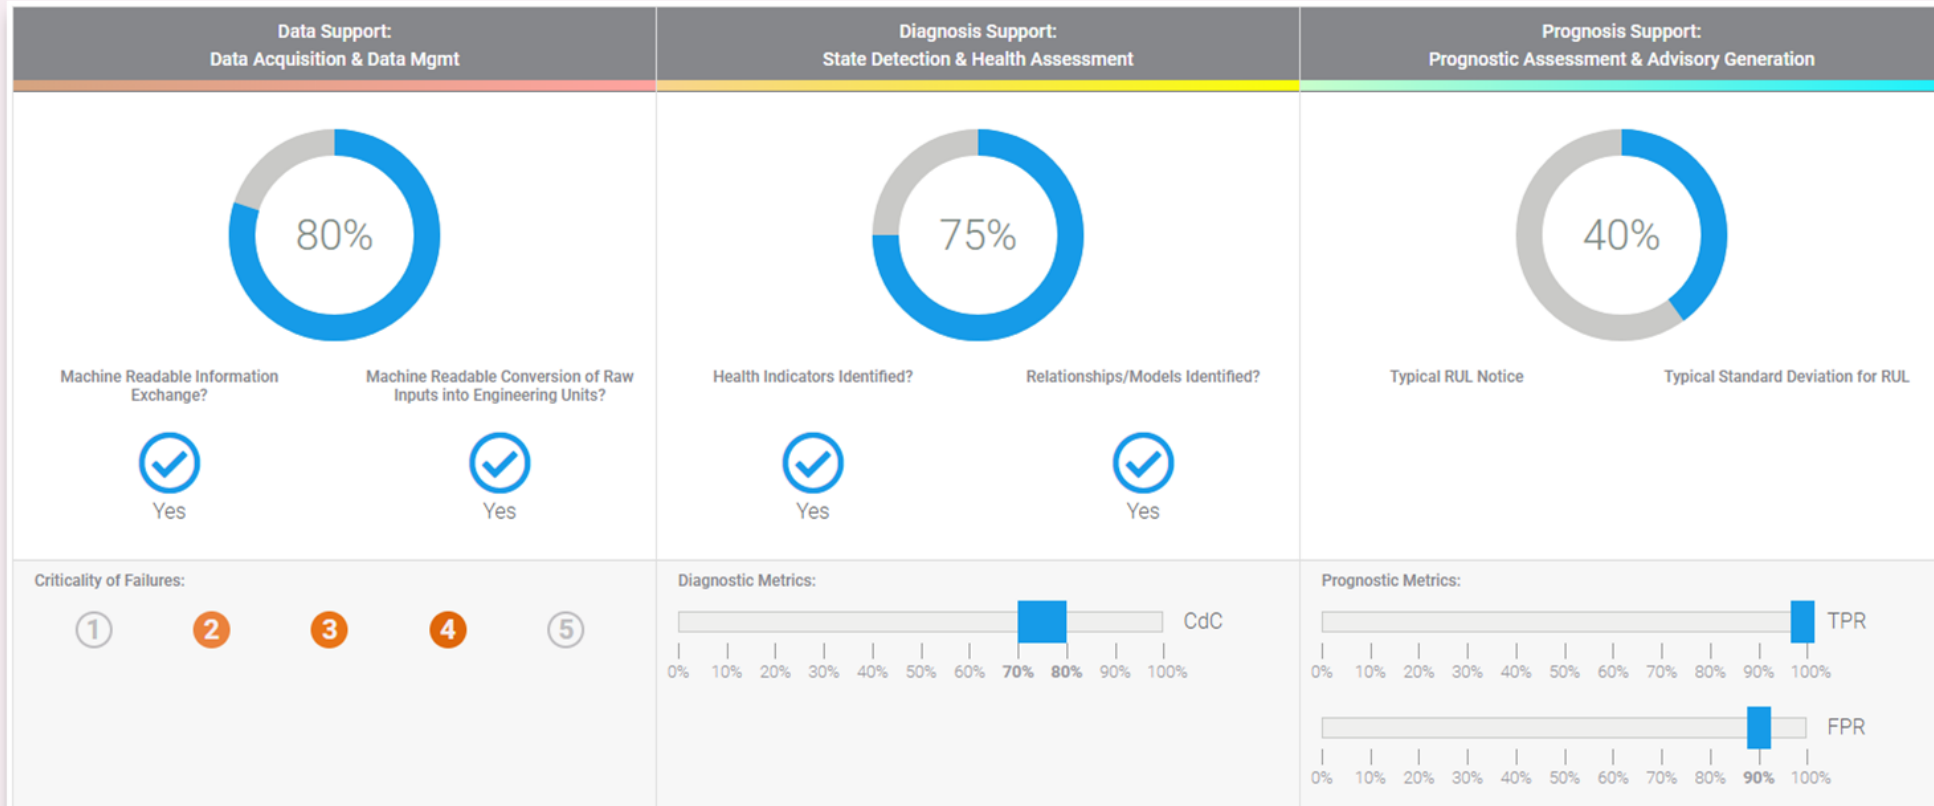 Data Support:
Data Acquisition & Data Mgmt
80%
Machine Readable Information
Exchange?
Yes
Machine Readable Conversion of Raw
Inputs into Engineering Units?
Yes
Criticality of Failures:
1 2 3 4 5
Diagnosis Support:
State Detection & Health Assessment
75%
Health Indicators Identified?
Yes
Relationships/Models Identified?
Yes
Diagnostic Metrics:
CdC
0% 10% 20% 30% 40% 50% 60% 70% 80% 90% 100%
Prognosis Support:
Prognostic Assessment & Advisory Generation
40%
Typical RUL Notice
Typical Standard Deviation for RUL
Prognostic Metrics:
TPR
0% 10% 20% 30% 40% 50% 60% 70% 80% 90% 100%
FPR
0% 10% 20% 30% 40% 50% 60% 70% 80% 90% 100%